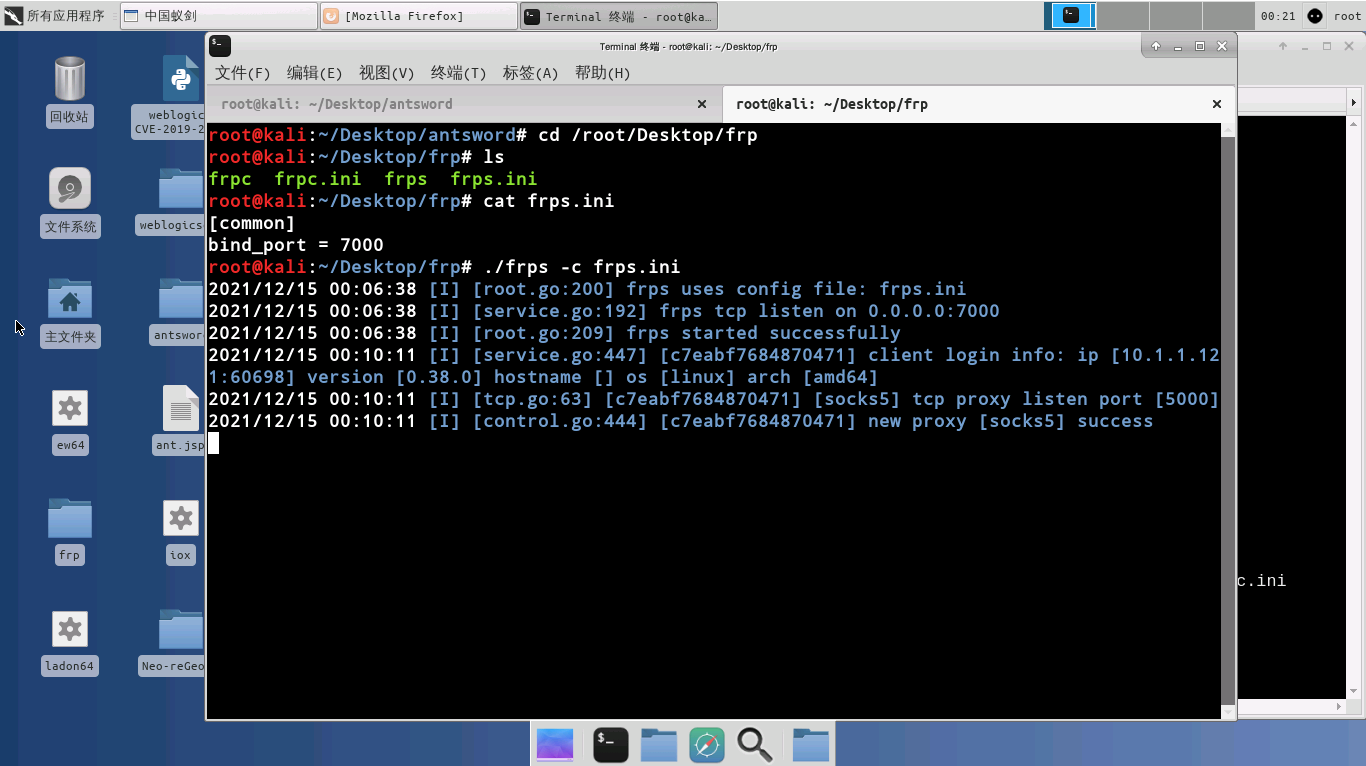 所有应用程序
中国蚁剑
[Mozilla Firefox]
Terminal 终端 - root@ka…
00:21
root
Terminal 终端 - root@kali: ~/Desktop/frp
文件(F) 编辑(E) 视图(V) 终端(T) 标签(A) 帮助(H)
root@kali: ~/Desktop/antsword
root@kali: ~/Desktop/frp
root@kali:~/Desktop/antsword# cd /root/Desktop/frp
root@kali:~/Desktop/frp# ls
frpc frpc.ini frps frps.ini
root@kali:~/Desktop/frp# cat frps.ini
[common]
bind_port = 7000
root@kali:~/Desktop/frp# ./frps -c frps.ini
2021/12/15 00:06:38 [I] [root.go:200] frps uses config file: frps.ini
2021/12/15 00:06:38 [I] [service.go:192] frps tcp listen on 0.0.0.0:7000
2021/12/15 00:06:38 [I] [root.go:209] frps started successfully
2021/12/15 00:10:11 [I] [service.go:447] [c7eabf7684870471] client login info: ip [10.1.1.12
1:60698] version [0.38.0] hostname [] os [linux] arch [amd64]
2021/12/15 00:10:11 [I] [tcp.go:63] [c7eabf7684870471] [socks5] tcp proxy listen port [5000]
2021/12/15 00:10:11 [I] [control.go:444] [c7eabf7684870471] new proxy [socks5] success
c.ini
回收站
weblogic
CVE-2019-2
文件系统
weblogics
主文件夹
antswor
ew64
ant.jsp
frp
iox
ladon64
Neo-reGeo